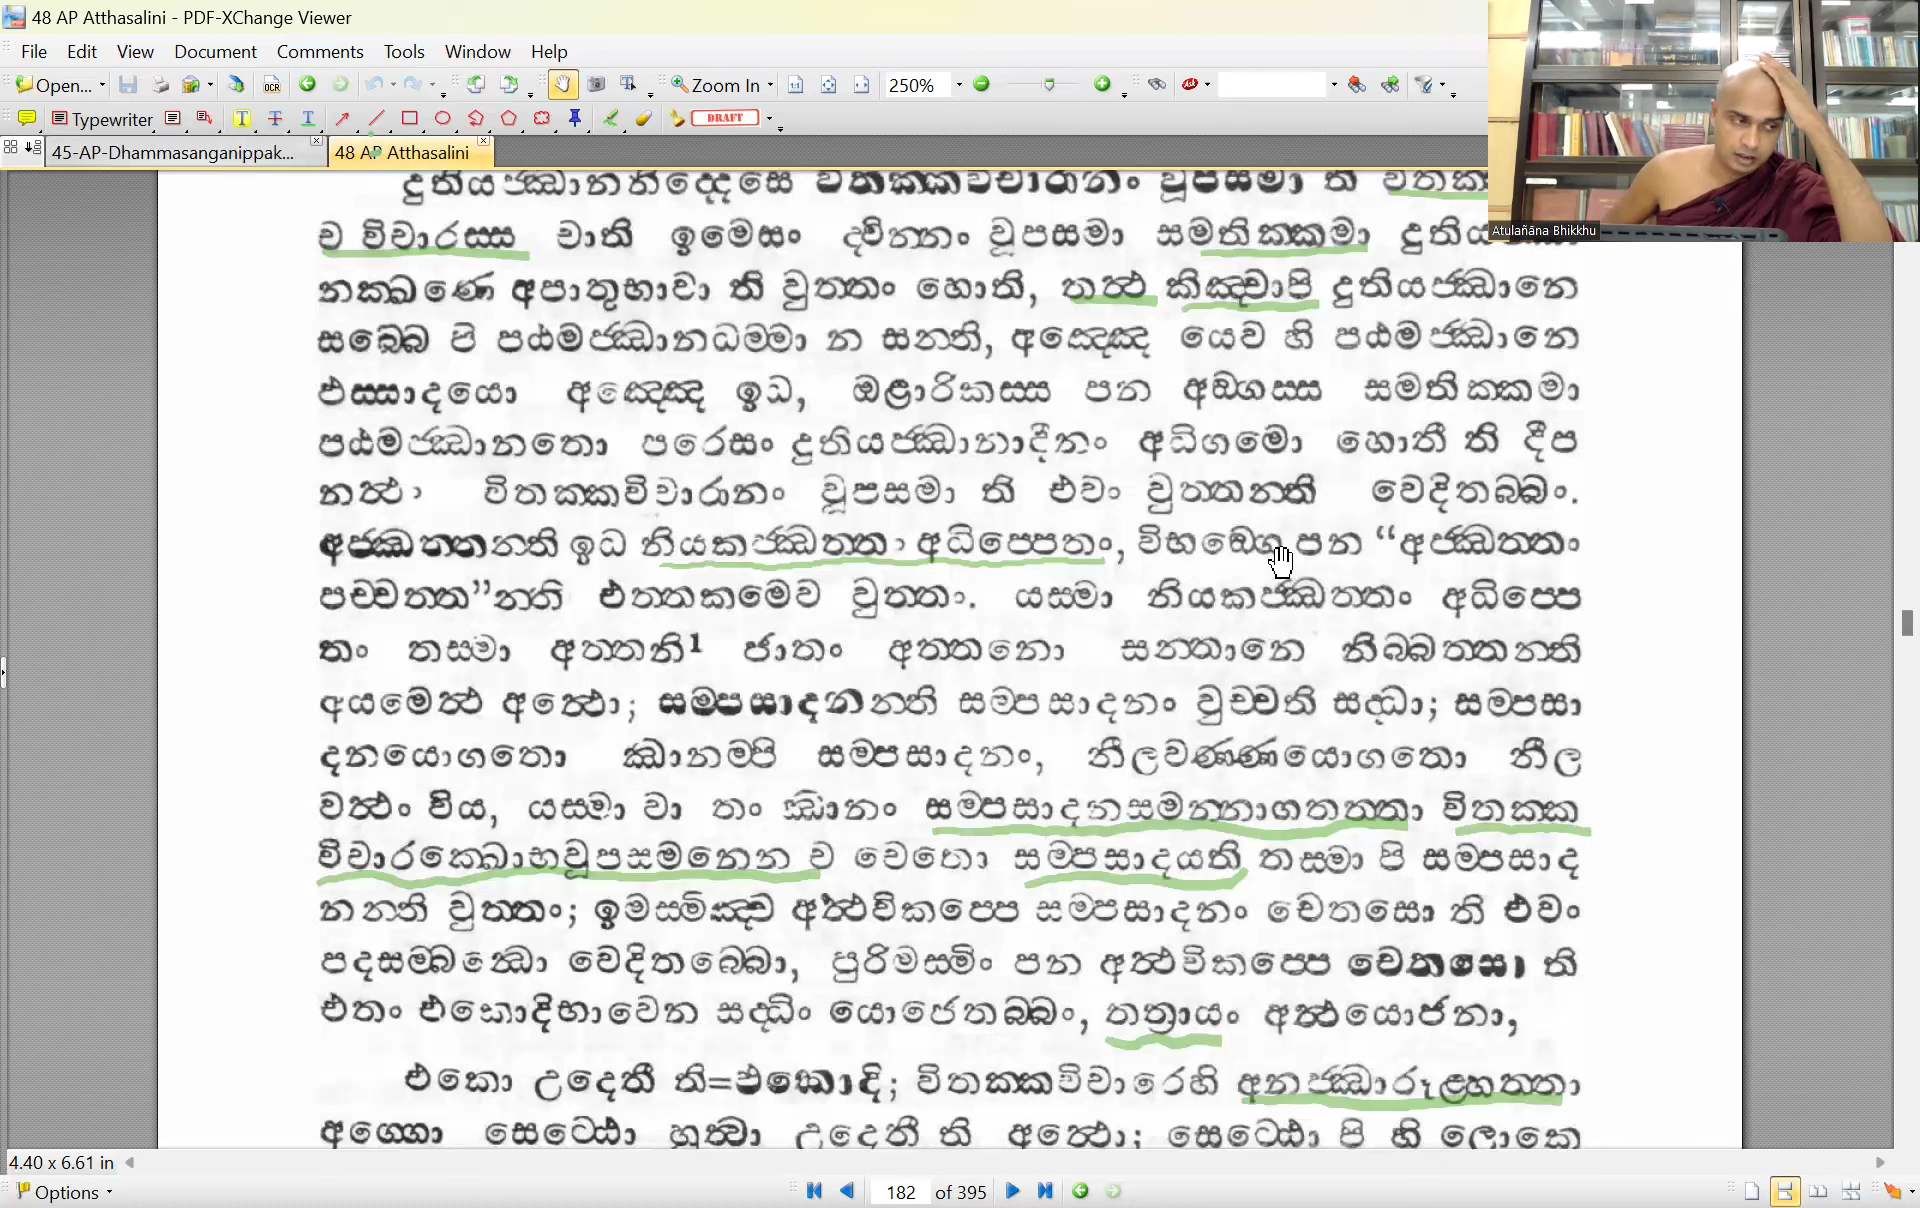 48 AP Atthasalini - PDF-XChange Viewer
File Edit View Document Comments Tools Window Help
Open... OCR Zoom In 250%
Typewriter DRAFT
45-AP-Dhammasanganippak... 48 AP Atthasalini
Atulañāna Bhikkhu
දුතියජ්ඣානනිද්දෙසෙ විතක්කවිචාරානං වූපසමා ති විතක්
ච විචාරස්ස චාති ඉමෙසං ද්වින්නං වූපසමා සමතික්කමා දුතිය
නක්ඛණෙ අපාතුභාවා ති වුත්තං හොති, තත්ථ කිඤ්චාපි දුතියජ්ඣානෙ
සබ්බෙ පි පඨමජ්ඣානධම්මා න සන්ති, අඤ්ඤෙ යෙව හි පඨමජ්ඣානෙ
ඵස්සාදයො අඤ්ඤෙ ඉධ, ඔළාරිකස්ස පන අඞ්ගස්ස සමතික්කමා
පඨමජ්ඣානතො පරෙසං දුතියජ්ඣානාදීනං අධිගමො හොතී ති දීප
නත්ථං විතක්කවිචාරානං වූපසමා ති එවං වුත්තන්ති වෙදිතබ්බං.
අජ්ඣත්තන්ති ඉධ නියකජ්ඣත්තං අධිප්පෙතං, විභඞ්ගෙ පන “අජ්ඣත්තං
පච්චත්ත”න්ති එත්තකමෙව වුත්තං. යස්මා නියකජ්ඣත්තං අධිප්පෙ
තං තස්මා අත්තනි¹ ජාතං අත්තනො සන්තානෙ නිබ්බත්තන්ති
අයමෙත්ථ අත්ථො; සම්පසාදනන්ති සම්පසාදනං වුච්චති සද්ධා; සම්පසා
දනයොගතො ඣානම්පි සම්පසාදනං, නීලවණ්ණයොගතො නීල
වත්ථං විය, යස්මා වා තං ඣානං සම්පසාදනසමන්නාගතත්තා විතක්ක
විචාරක්ඛොභවූපසමනෙන ච චෙතො සම්පසාදයති තස්මා පි සම්පසාද
නන්ති වුත්තං; ඉමස්මිඤ්ච අත්ථවිකප්පෙ සම්පසාදනං චෙතසො ති එවං
පදසම්බන්ධො වෙදිතබ්බො, පුරිමස්මිං පන අත්ථවිකප්පෙ චෙතසො ති
එතං එකොදිභාවෙන සද්ධිං යොජෙතබ්බං, තත්‍රායං අත්ථයොජනා,
එකො උදෙතී ති=එකොදි; විතක්කවිචාරෙහි අනජ්ඣාරූළ්හත්තා
අග්ගො සෙට්ඨො හුත්වා උදෙතී ති අත්ථො; සෙට්ඨො පි හි ලොකෙ
4.40 x 6.61 in
Options 182 of 395